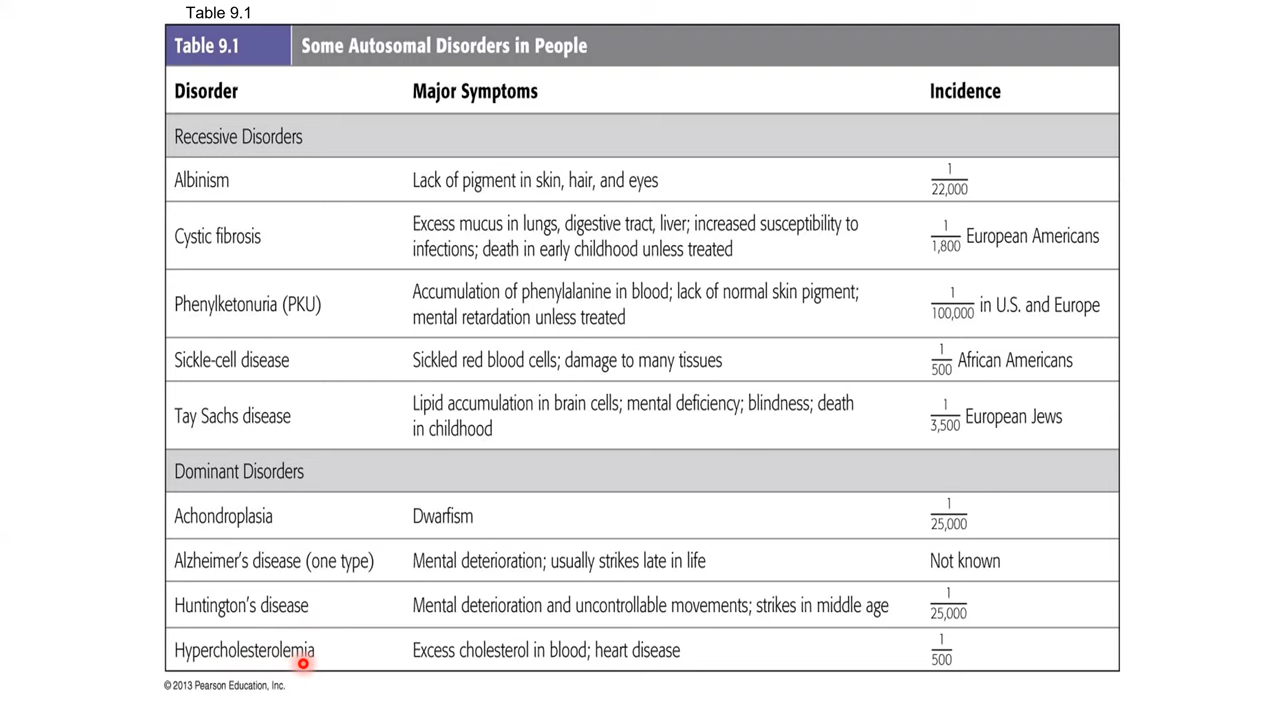 Table 9.1
Table 9.1 Some Autosomal Disorders in People
Disorder Major Symptoms Incidence
Recessive Disorders
Albinism Lack of pigment in skin, hair, and eyes 1/22,000
Cystic fibrosis Excess mucus in lungs, digestive tract, liver; increased susceptibility to
infections; death in early childhood unless treated 1/1,800 European Americans
Phenylketonuria (PKU) Accumulation of phenylalanine in blood; lack of normal skin pigment;
mental retardation unless treated 1/100,000 in U.S. and Europe
Sickle-cell disease Sickled red blood cells; damage to many tissues 1/500 African Americans
Tay Sachs disease Lipid accumulation in brain cells; mental deficiency; blindness; death
in childhood 1/3,500 European Jews
Dominant Disorders
Achondroplasia Dwarfism 1/25,000
Alzheimer's disease (one type) Mental deterioration; usually strikes late in life Not known
Huntington's disease Mental deterioration and uncontrollable movements; strikes in middle age 1/25,000
Hypercholesterolemia Excess cholesterol in blood; heart disease 1/500
© 2013 Pearson Education, Inc.